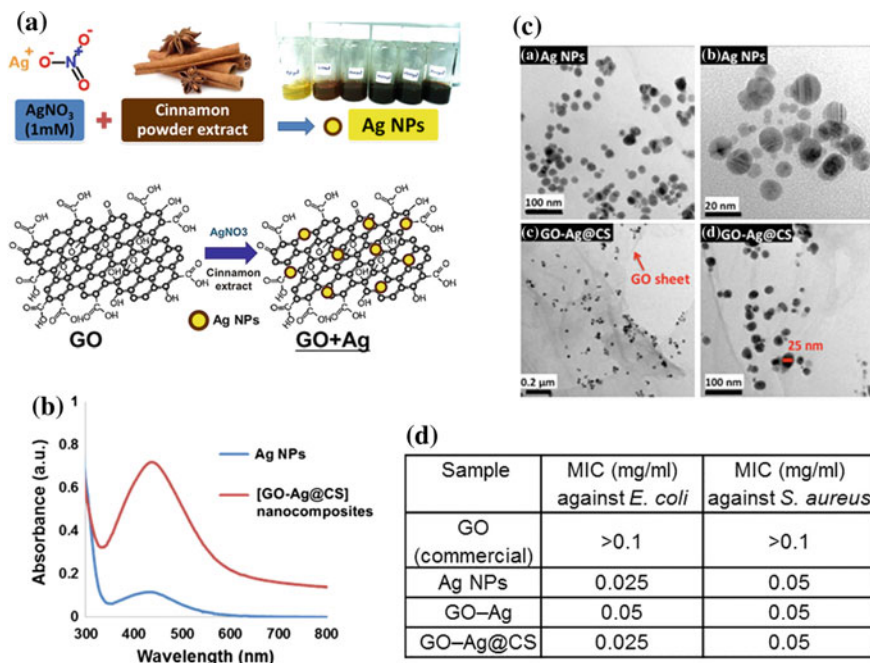 (a)
Ag+
O-
N+
O-
O
AgNO3
(1mM)
+
Cinnamon
powder extract
Ag NPs
AgNO3
Cinnamon
extract
Ag NPs
GO
GO+Ag
(b)
1
0.8
0.6
0.4
0.2
0
Absorbance (a.u.)
Ag NPs
[GO-Ag@CS]
nanocomposites
300 400 500 600 700 800
Wavelength (nm)
(c)
(a) Ag NPs
100 nm
(b) Ag NPs
20 nm
(c) GO-Ag@CS
GO sheet
0.2 µm
(d) GO-Ag@CS
25 nm
100 nm
(d)
Sample MIC (mg/ml) against E. coli MIC (mg/ml) against S. aureus
GO (commercial) >0.1 >0.1
Ag NPs 0.025 0.05
GO–Ag 0.05 0.05
GO–Ag@CS 0.025 0.05